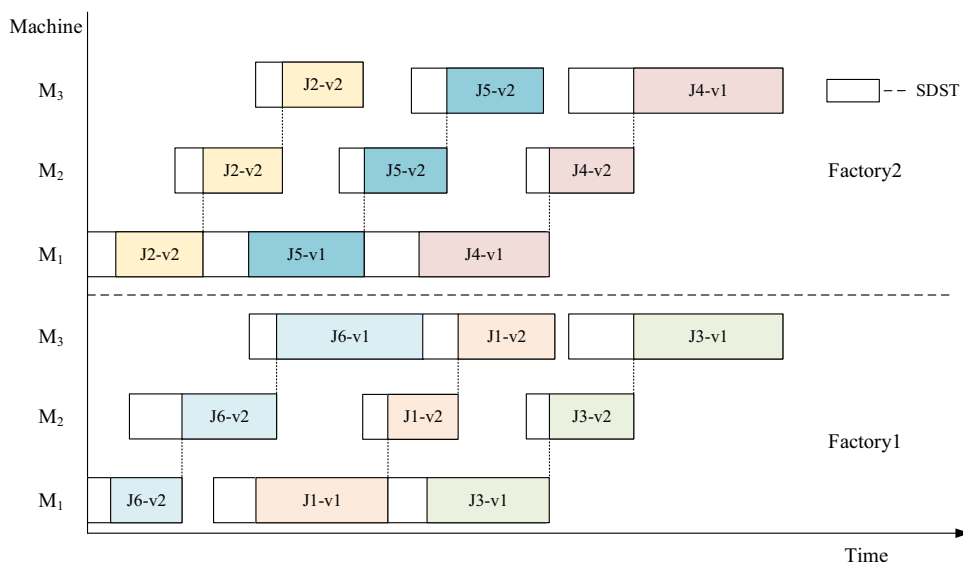 Machine
M₃
J2-v2
J5-v2
J4-v1
-- SDST
M₂
J2-v2
J5-v2
J4-v2
Factory2
M₁
J2-v2
J5-v1
J4-v1
M₃
J6-v1
J1-v2
J3-v1
M₂
J6-v2
J1-v2
J3-v2
Factory1
M₁
J6-v2
J1-v1
J3-v1
Time